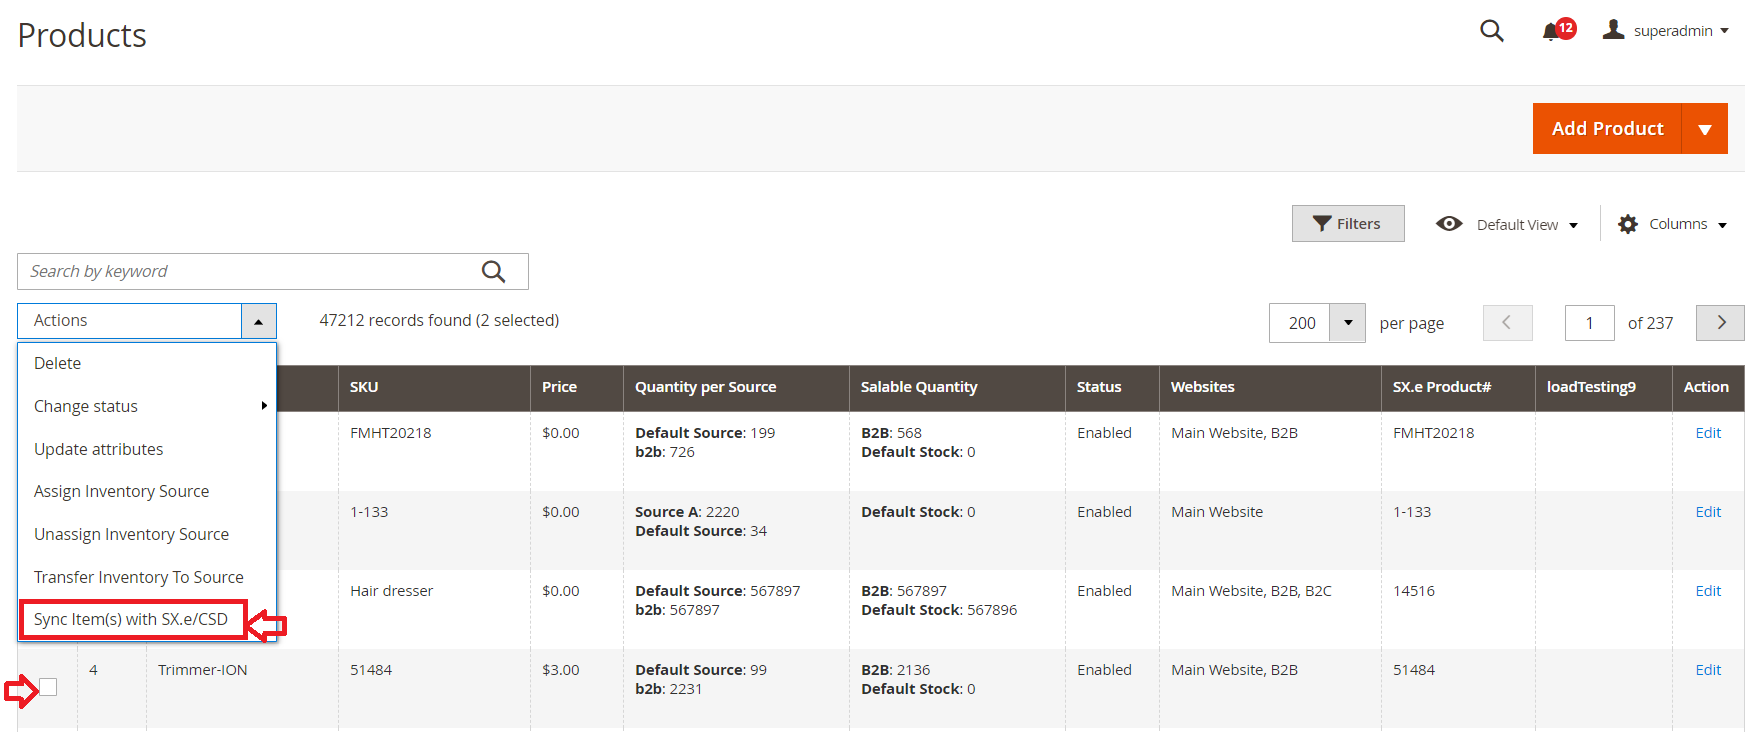 Products
12
superadmin
Add Product
Filters
Default View
Columns
Search by keyword
Actions
47212 records found (2 selected)
200
per page
1
of 237
Delete
Change status
Update attributes
Assign Inventory Source
Unassign Inventory Source
Transfer Inventory To Source
Sync Item(s) with SX.e/CSD
SKU Price Quantity per Source Salable Quantity Status Websites SX.e Product# loadTesting9 Action
FMHT20218 $0.00 Default Source: 199 B2B: 568 Enabled Main Website, B2B FMHT20218 Edit
b2b: 726 Default Stock: 0
1-133 $0.00 Source A: 2220 Default Stock: 0 Enabled Main Website 1-133 Edit
Default Source: 34
Hair dresser $0.00 Default Source: 567897 B2B: 567897 Enabled Main Website, B2B, B2C 14516 Edit
b2b: 567897 Default Stock: 567896
4 Trimmer-ION 51484 $3.00 Default Source: 99 B2B: 2136 Enabled Main Website, B2B 51484 Edit
b2b: 2231 Default Stock: 0